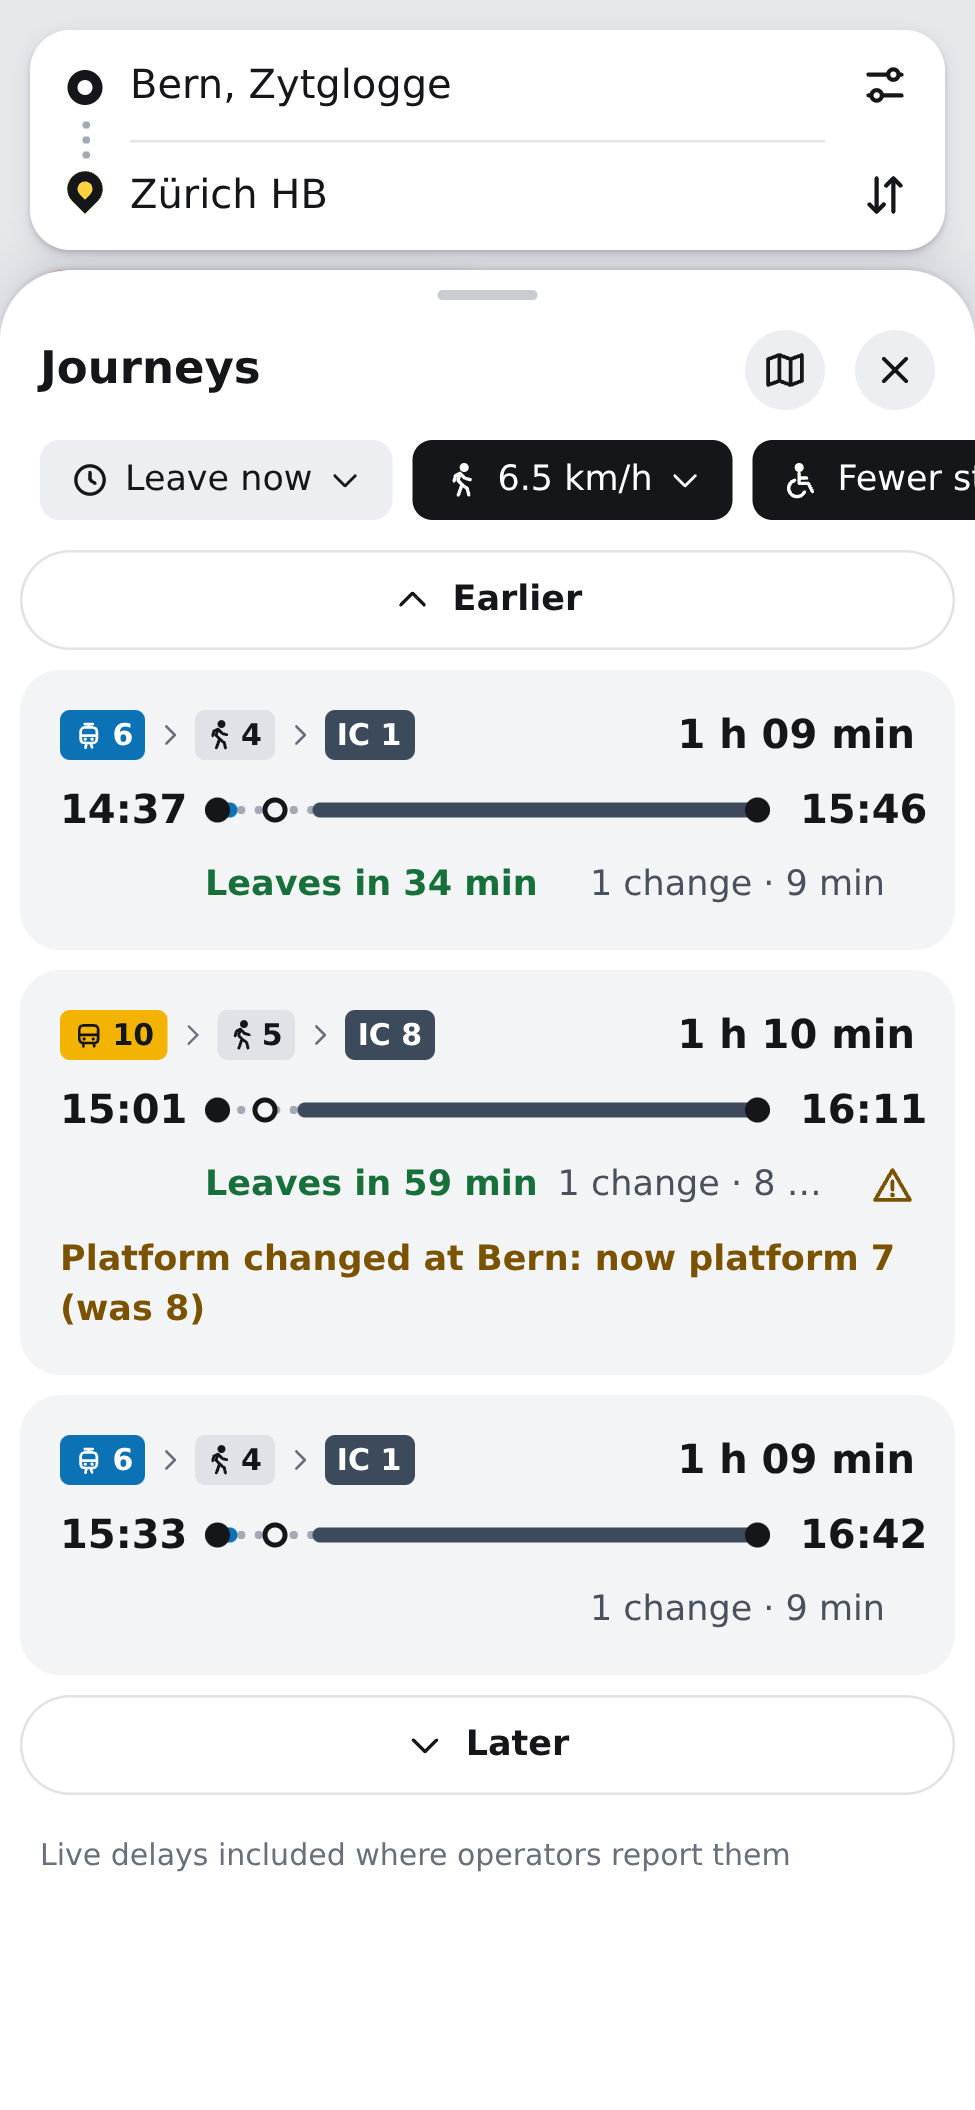 Bern, Zytglogge
Zürich HB
Journeys
Leave now
6.5 km/h
Fewer st
Earlier
6 4 IC 1 1 h 09 min
14:37 15:46
Leaves in 34 min 1 change · 9 min
10 5 IC 8 1 h 10 min
15:01 16:11
Leaves in 59 min 1 change · 8 ...
Platform changed at Bern: now platform 7
(was 8)
6 4 IC 1 1 h 09 min
15:33 16:42
1 change · 9 min
Later
Live delays included where operators report them